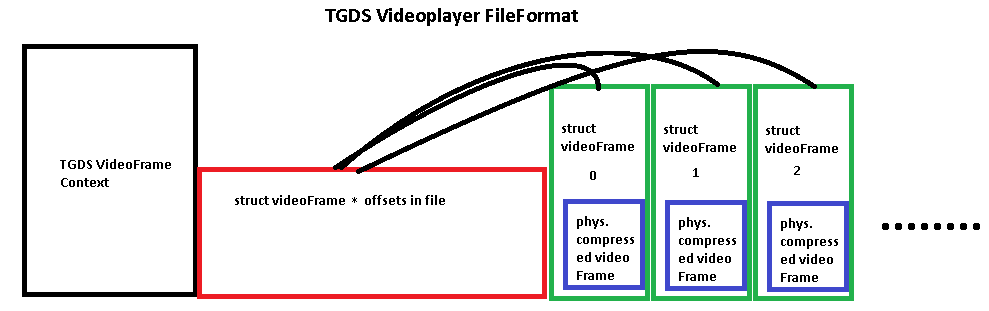 TGDS Videoplayer FileFormat
TGDS VideoFrame
Context
struct videoFrame * offsets in file
struct
videoFrame
0
phys.
compress
ed video
Frame
struct
videoFrame
1
phys.
compress
ed video
Frame
struct
videoFrame
2
phys.
compress
ed video
Frame